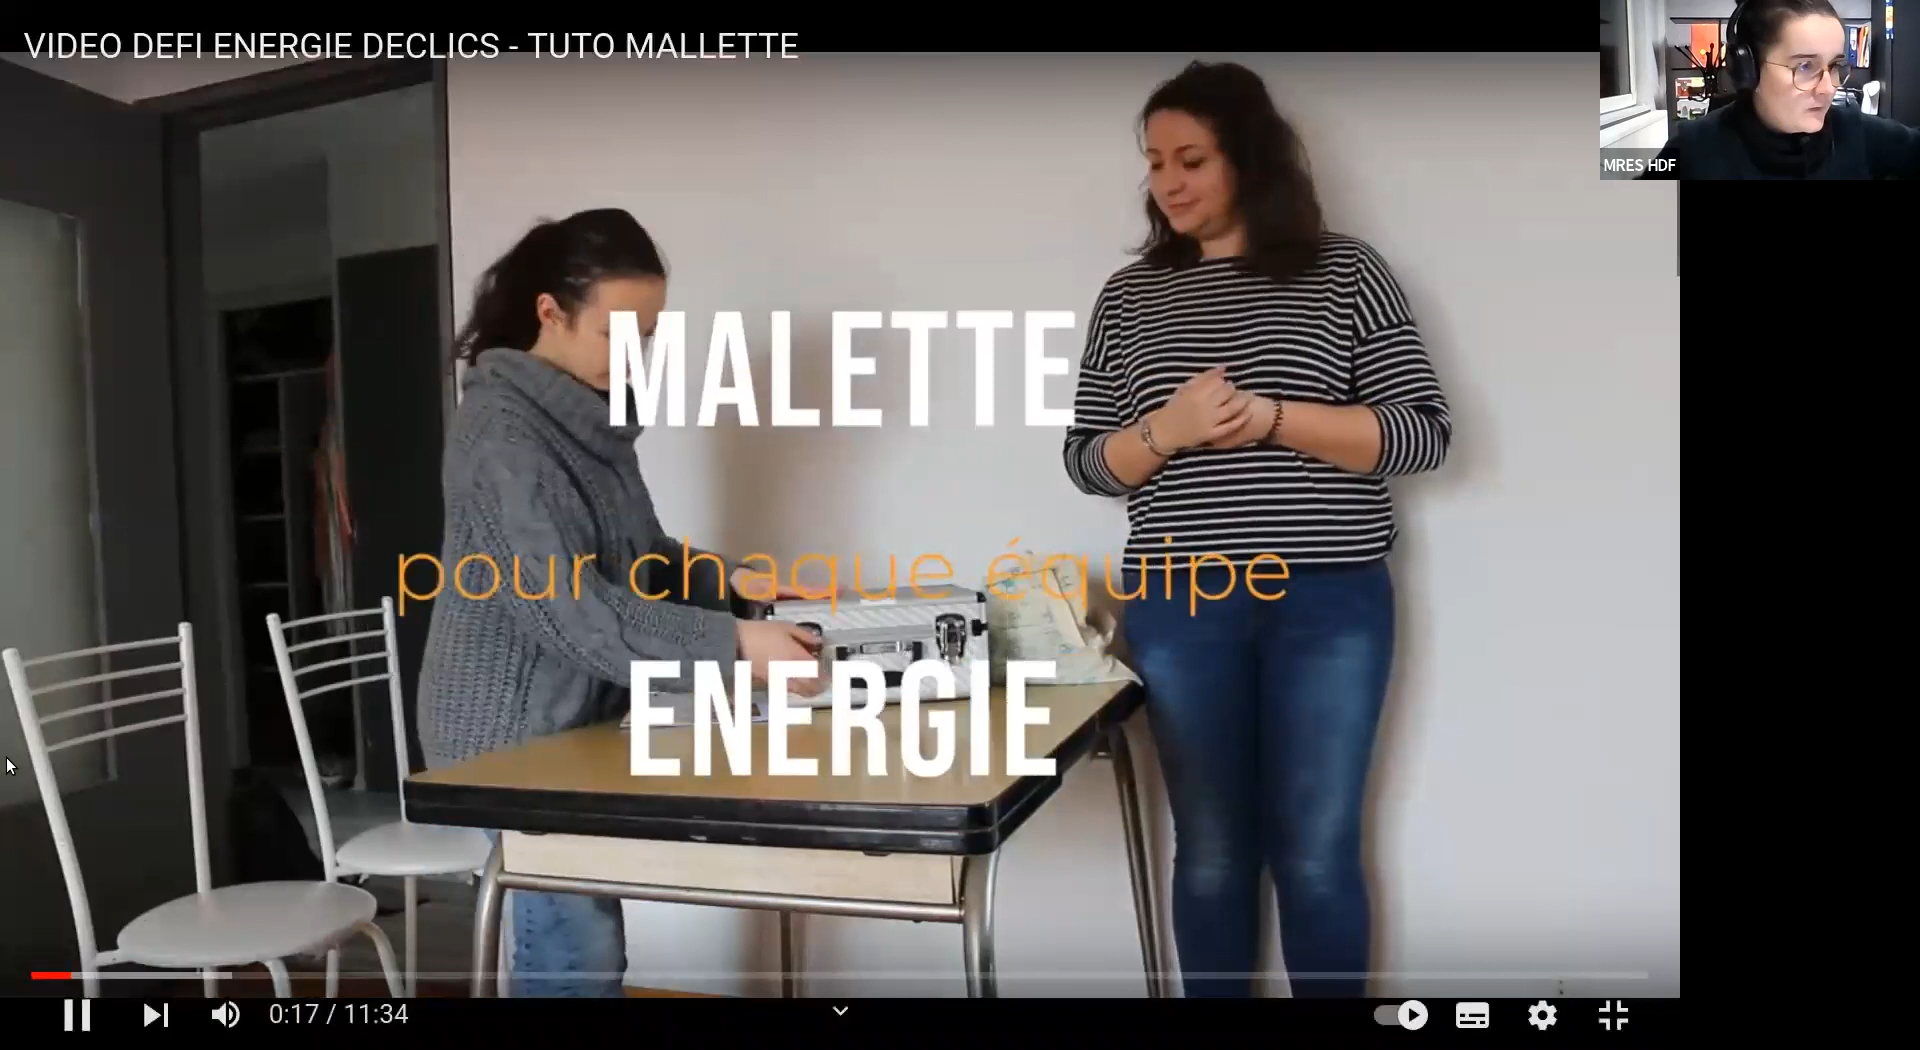 VIDEO DEFI ENERGIE DECLICS - TUTO MALLETTE
MRES HDF
MALETTE
pour chaque équipe
ENERGIE
0:17 / 11:34